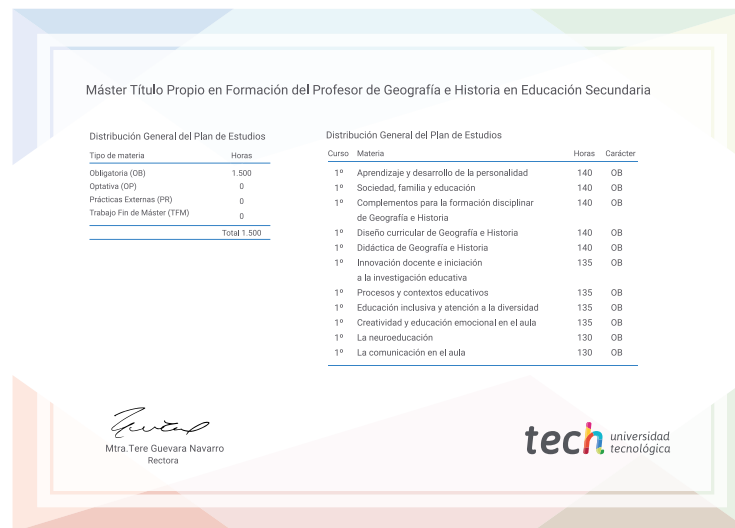 Máster Título Propio en Formación del Profesor de Geografía e Historia en Educación Secundaria
Distribución General del Plan de Estudios
Tipo de materia Horas
Obligatoria (OB) 1.500
Optativa (OP) 0
Prácticas Externas (PR) 0
Trabajo Fin de Máster (TFM) 0
Total 1.500
Distribución General del Plan de Estudios
Curso Materia Horas Carácter
1º Aprendizaje y desarrollo de la personalidad 140 OB
1º Sociedad, familia y educación 140 OB
1º Complementos para la formación disciplinar 140 OB
de Geografía e Historia
1º Diseño curricular de Geografía e Historia 140 OB
1º Didáctica de Geografía e Historia 140 OB
1º Innovación docente e iniciación 135 OB
a la investigación educativa
1º Procesos y contextos educativos 135 OB
1º Educación inclusiva y atención a la diversidad 135 OB
1º Creatividad y educación emocional en el aula 135 OB
1º La neuroeducación 130 OB
1º La comunicación en el aula 130 OB
Mtra.Tere Guevara Navarro
Rectora
tech universidad
tecnológica